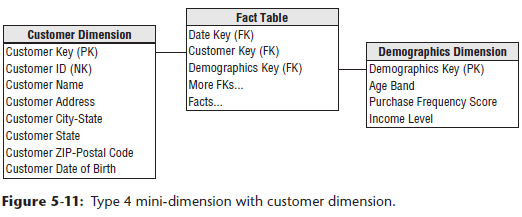 Customer Dimension
Customer Key (PK)
Customer ID (NK)
Customer Name
Customer Address
Customer City-State
Customer State
Customer ZIP-Postal Code
Customer Date of Birth
Fact Table
Date Key (FK)
Customer Key (FK)
Demographics Key (FK)
More FKs...
Facts...
Demographics Dimension
Demographics Key (PK)
Age Band
Purchase Frequency Score
Income Level
Figure 5-11: Type 4 mini-dimension with customer dimension.